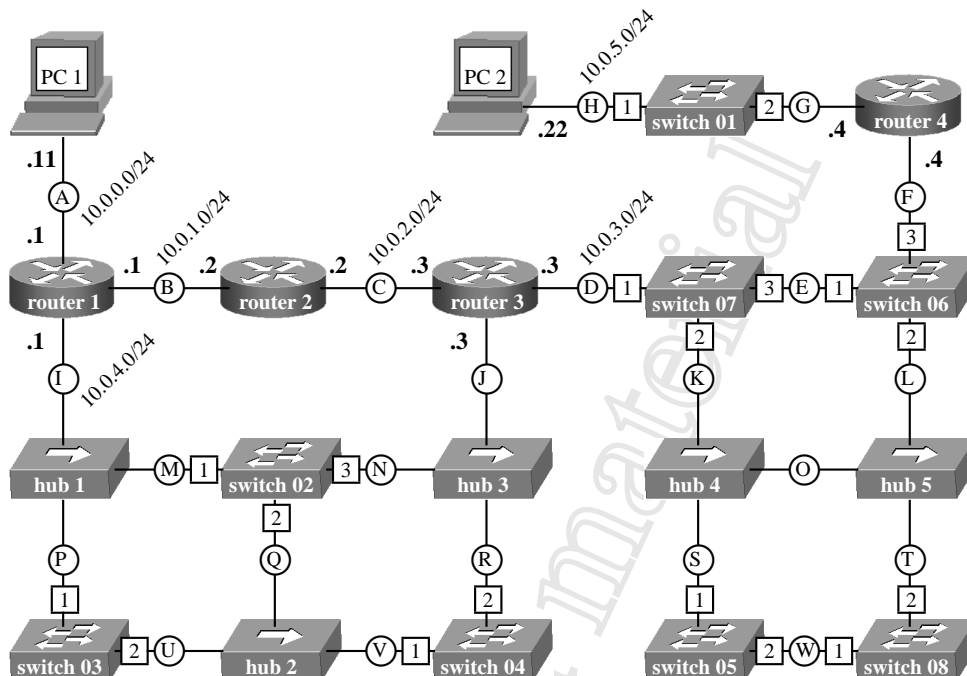 PC 1
PC 2
10.0.5.0/24
H
1
switch 01
2
G
router 4
.22
.4
.4
.11
A
10.0.0.0/24
F
3
.1
10.0.1.0/24
10.0.2.0/24
10.0.3.0/24
router 1
.1
B
.2
router 2
.2
C
.3
router 3
.3
D
1
switch 07
3
E
1
switch 06
.1
.3
2
2
I
10.0.4.0/24
J
K
L
hub 1
M
1
switch 02
3
N
hub 3
hub 4
O
hub 5
2
P
Q
R
S
T
1
2
1
2
switch 03
2
U
hub 2
V
1
switch 04
switch 05
2
W
1
switch 08
material